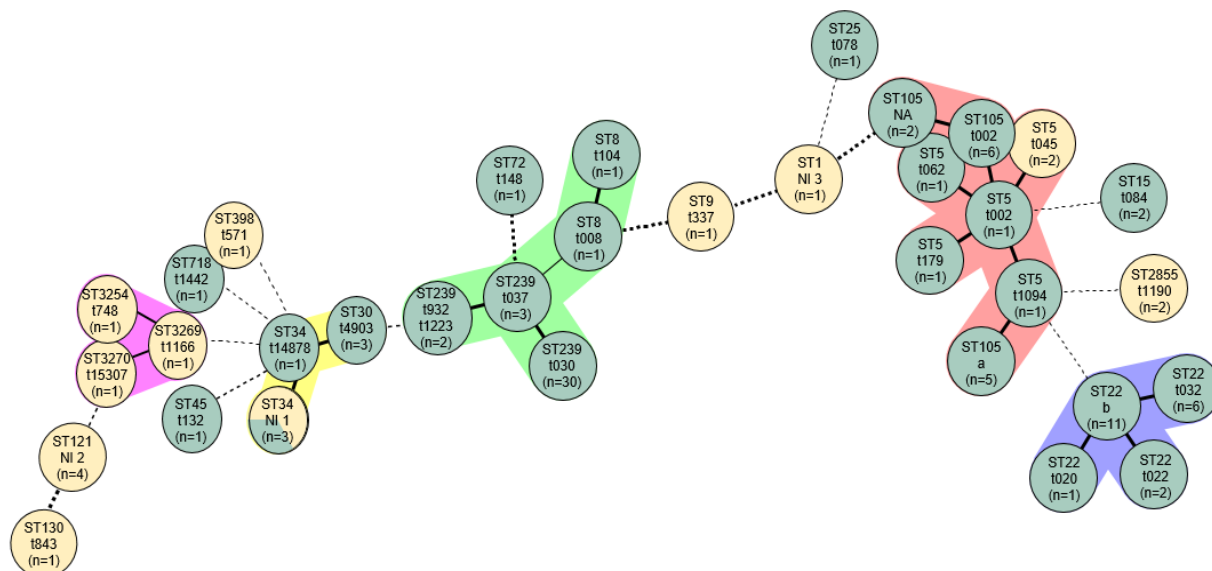 ST25
t078
(n=1)
ST105
NA
(n=2)
ST105
t002
(n=6)
ST5
t045
(n=2)
ST8
t104
(n=1)
ST72
t148
(n=1)
ST1
NI 3
(n=1)
ST5
t062
(n=1)
ST15
t084
(n=2)
ST9
t337
(n=1)
ST5
t002
(n=1)
ST8
t008
(n=1)
ST398
t571
(n=1)
ST5
t179
(n=1)
ST718
t1442
(n=1)
ST239
t037
(n=3)
ST5
t1094
(n=1)
ST2855
t1190
(n=2)
ST3254
t748
(n=1)
ST239
t932
t1223
(n=2)
ST30
t4903
(n=3)
ST34
t14878
(n=1)
ST3269
t1166
(n=1)
ST239
t030
(n=30)
ST105
a
(n=5)
ST3270
t15307
(n=1)
ST22
t032
(n=6)
ST22
b
(n=11)
ST45
t132
(n=1)
ST34
NI 1
(n=3)
ST121
NI 2
(n=4)
ST22
t020
(n=1)
ST22
t022
(n=2)
ST130
t843
(n=1)